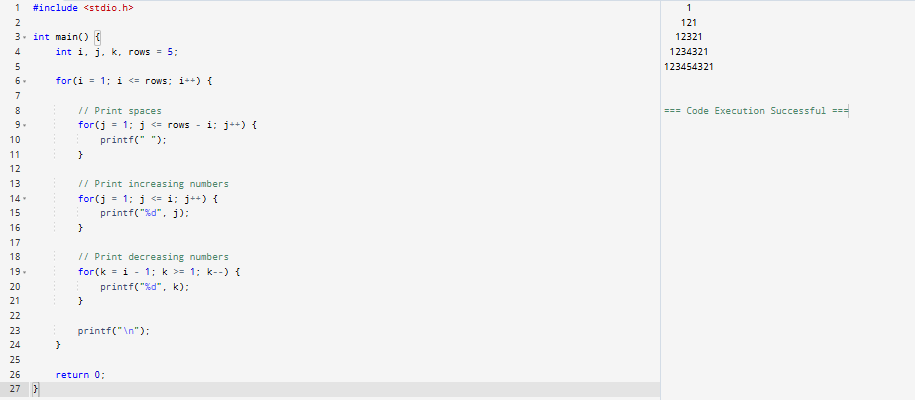 1 #include <stdio.h>
2
3 int main() {
4 int i, j, k, rows = 5;
5
6 for(i = 1; i <= rows; i++) {
7
8 // Print spaces
9 for(j = 1; j <= rows - i; j++) {
10 printf(" ");
11 }
12
13 // Print increasing numbers
14 for(j = 1; j <= i; j++) {
15 printf("%d", j);
16 }
17
18 // Print decreasing numbers
19 for(k = i - 1; k >= 1; k--) {
20 printf("%d", k);
21 }
22
23 printf("\n");
24 }
25
26 return 0;
27 }
1
121
12321
1234321
123454321
=== Code Execution Successful ===